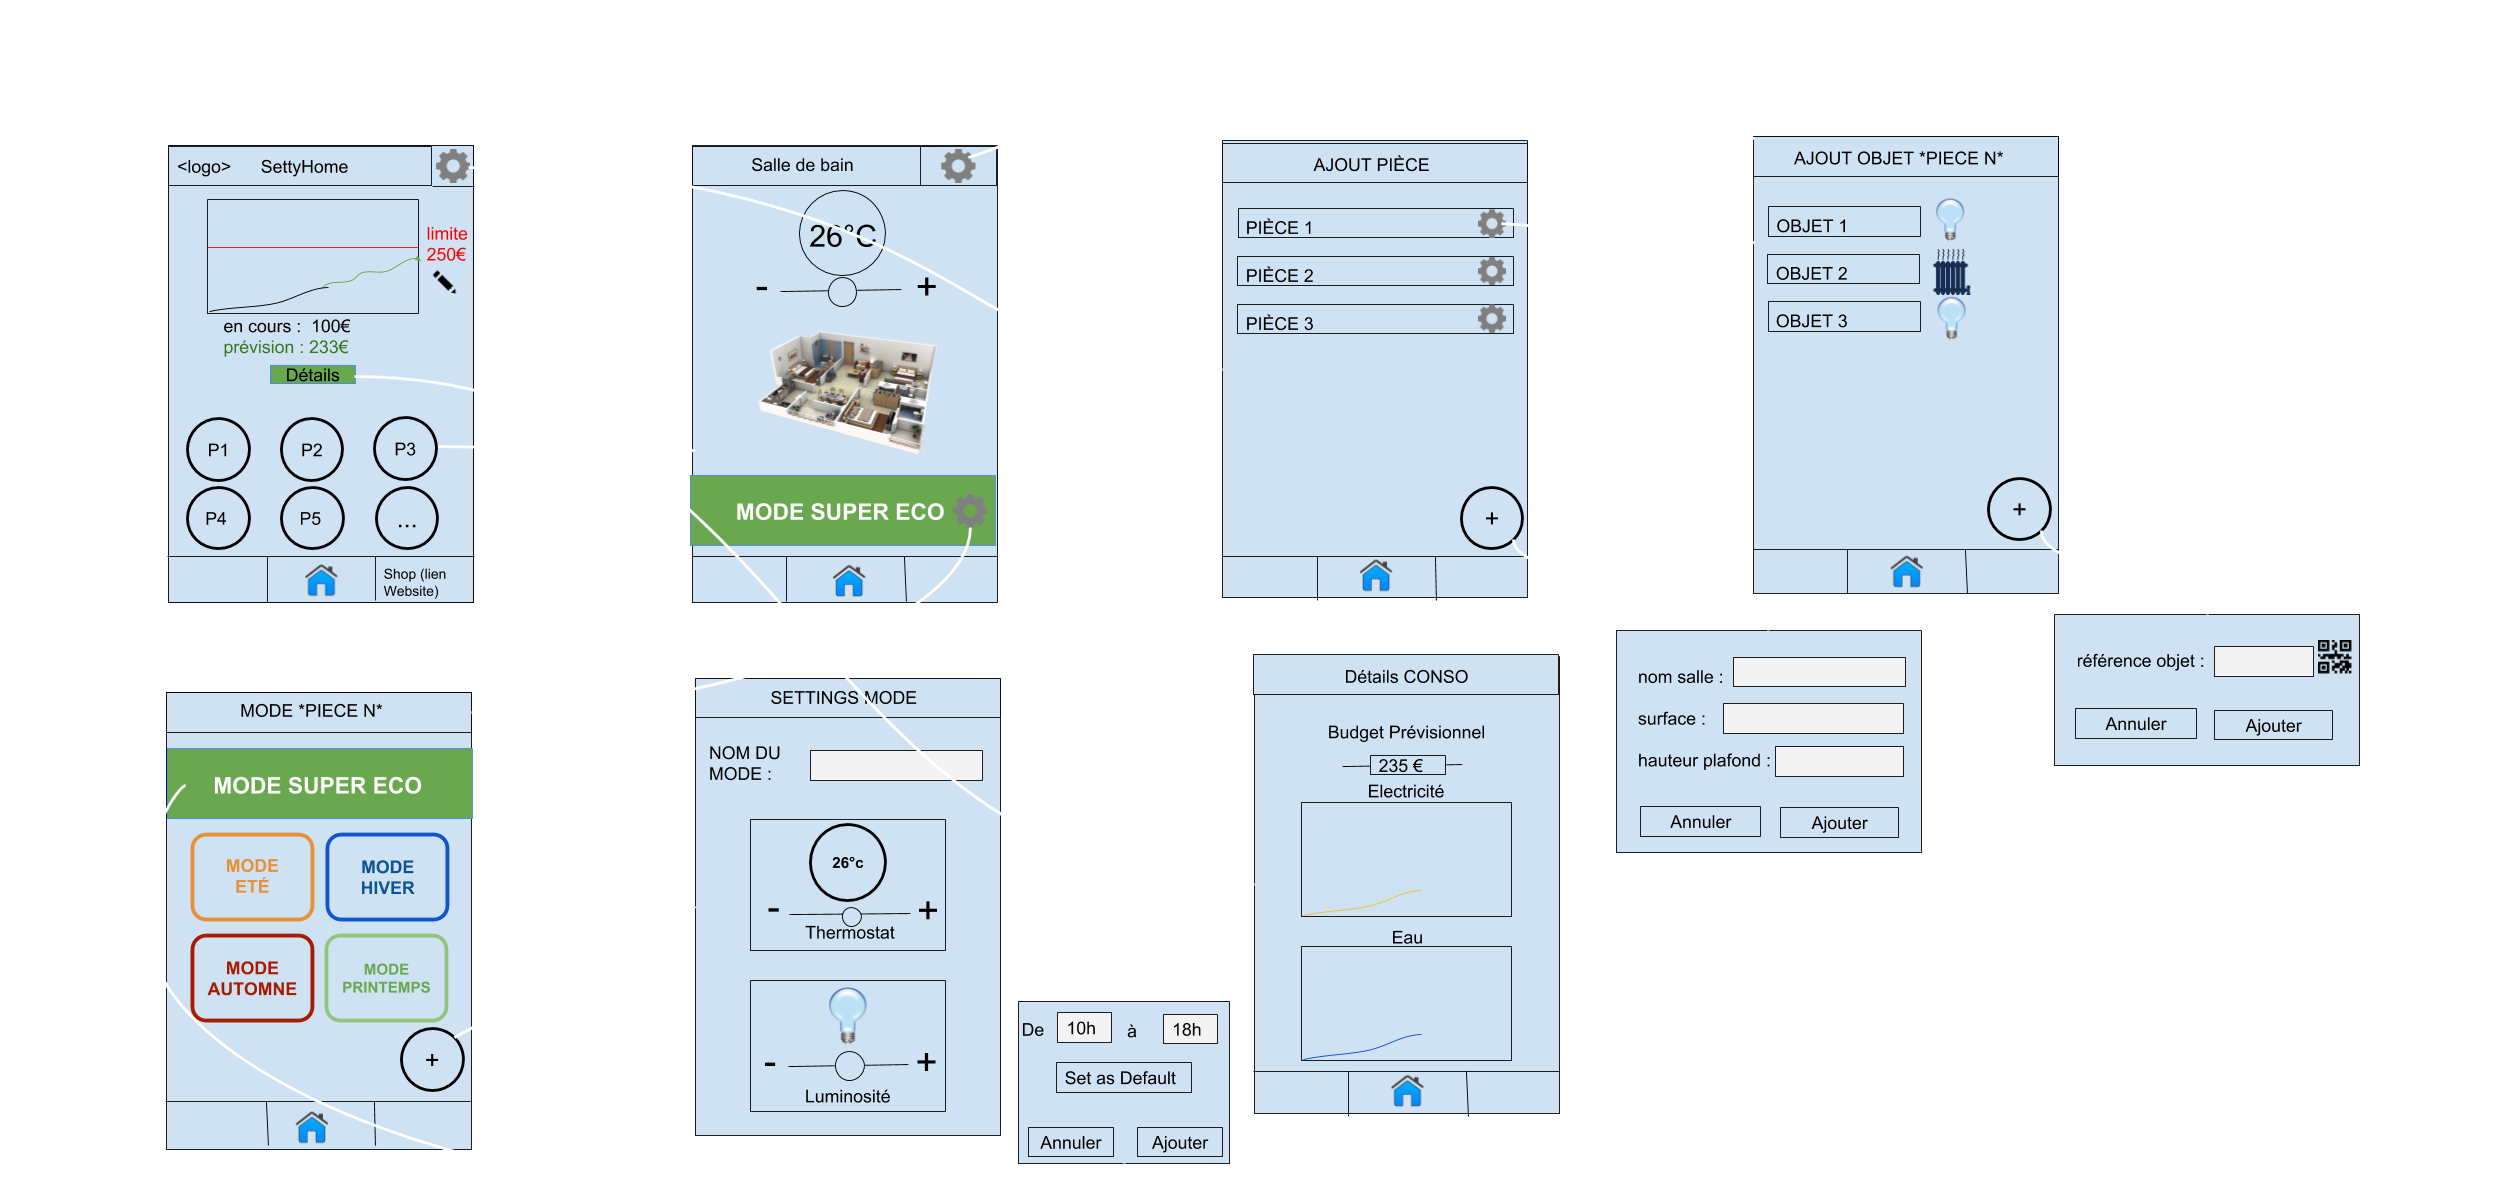 <logo> SettyHome
limite
250€
en cours : 100€
prévision : 233€
Détails
P1
P2
P3
P4
P5
...
Shop (lien
Website)
Salle de bain
26°C
- +
MODE SUPER ECO
AJOUT PIÈCE
PIÈCE 1
PIÈCE 2
PIÈCE 3
+
AJOUT OBJET *PIECE N*
OBJET 1
OBJET 2
OBJET 3
+
MODE *PIECE N*
MODE SUPER ECO
MODE
ETÉ
MODE
HIVER
MODE
AUTOMNE
MODE
PRINTEMPS
+
SETTINGS MODE
NOM DU
MODE :
26°c
- +
Thermostat
- +
Luminosité
De 10h à 18h
Set as Default
Annuler Ajouter
Détails CONSO
Budget Prévisionnel
235 €
Electricité
Eau
nom salle :
surface :
hauteur plafond :
Annuler Ajouter
référence objet :
Annuler Ajouter